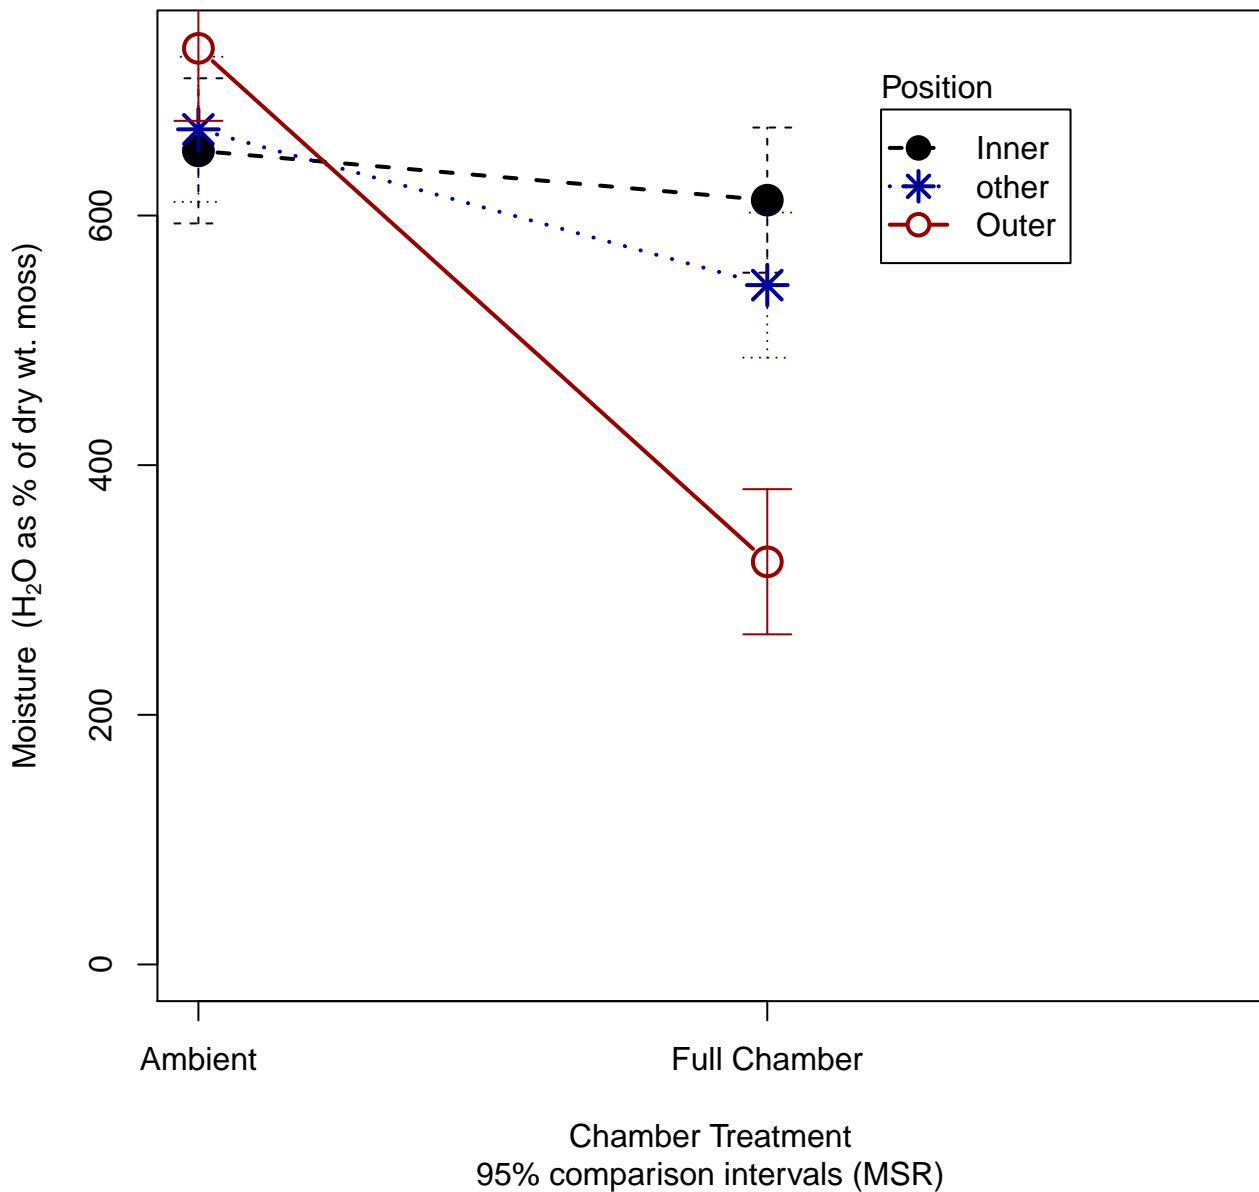 Position
Inner
other
Outer
Moisture (H₂O as % of dry wt. moss)
600
400
200
0
Ambient
Full Chamber
Chamber Treatment
95% comparison intervals (MSR)